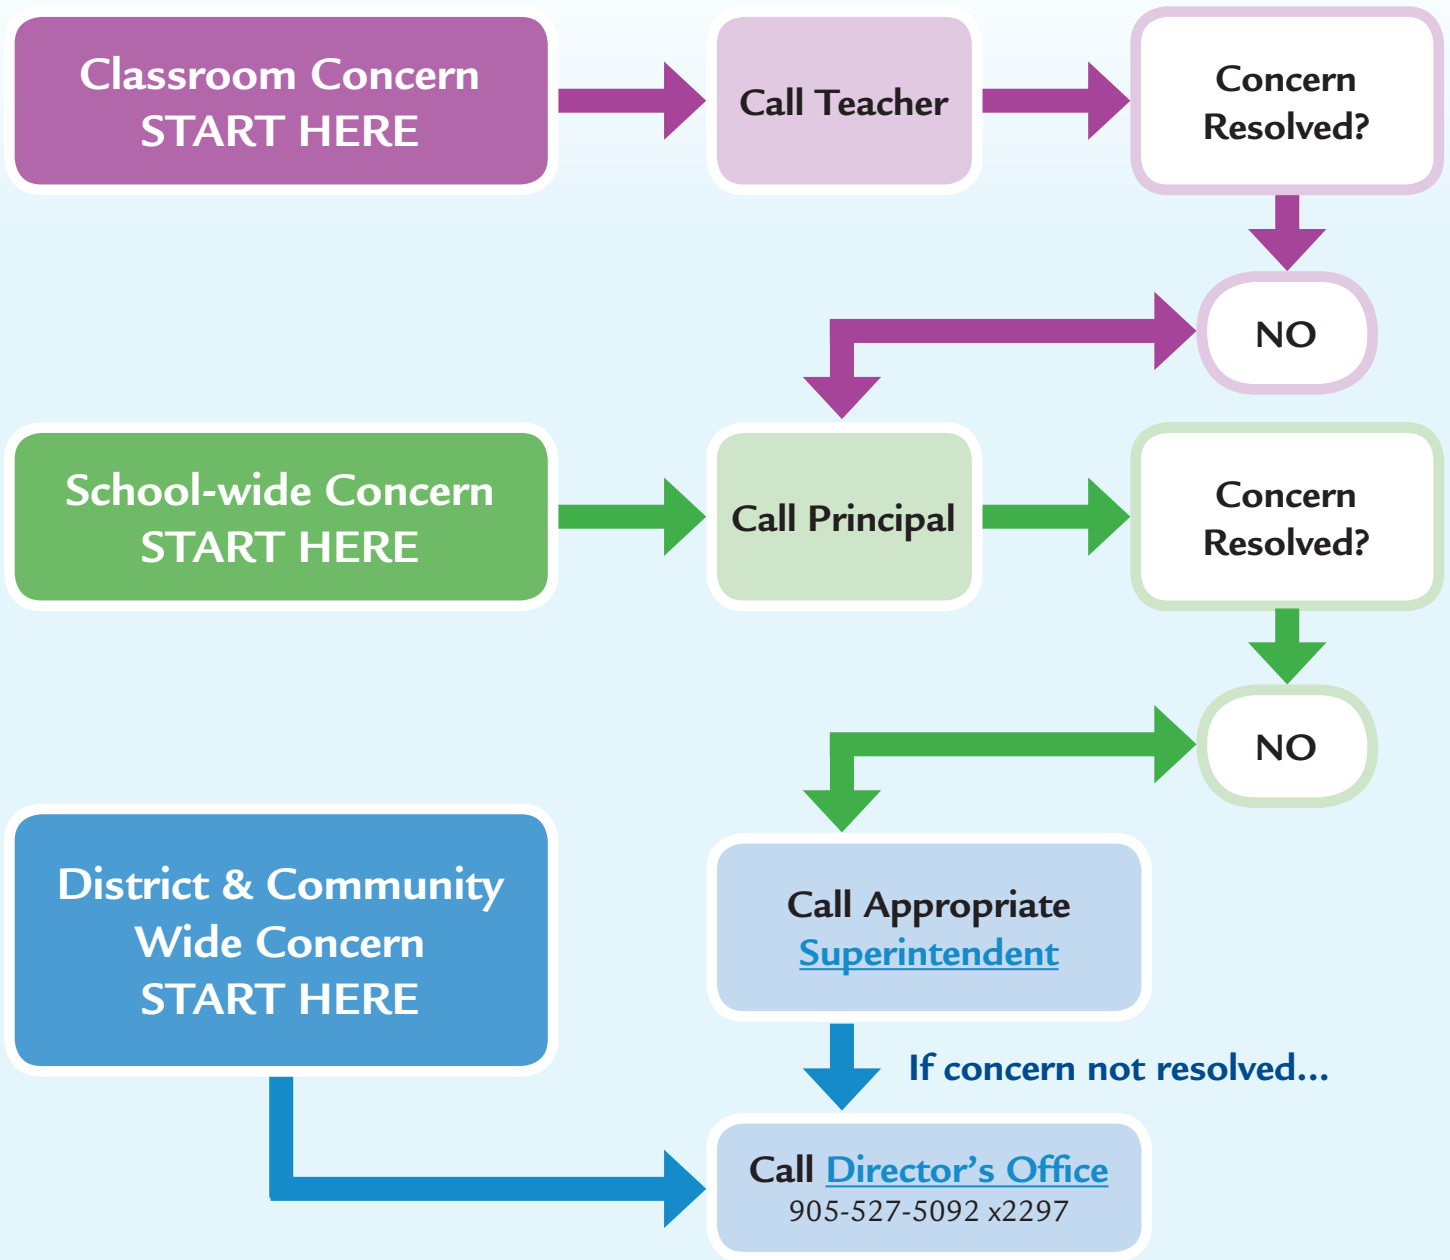 Classroom Concern
START HERE
Call Teacher
Concern
Resolved?
NO
School-wide Concern
START HERE
Call Principal
Concern
Resolved?
NO
District & Community
Wide Concern
START HERE
Call Appropriate
Superintendent
If concern not resolved...
Call Director’s Office
905-527-5092 x2297